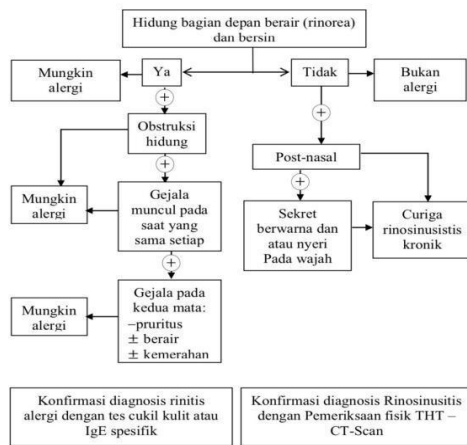 Hidung bagian depan berair (rinorea)
dan bersin
Mungkin
alergi
Ya
Tidak
Bukan
alergi
+
+
Obstruksi
hidung
Post-nasal
+
+
Mungkin
alergi
Gejala
muncul pada
saat yang
sama setiap
Sekret
berwarna dan
atau nyeri
Pada wajah
Curiga
rinosinusistis
kronik
+
Mungkin
alergi
Gejala pada
kedua mata:
–pruritus
± berair
± kemerahan
Konfirmasi diagnosis rinitis
alergi dengan tes cukil kulit atau
IgE spesifik
Konfirmasi diagnosis Rinosinusitis
dengan Pemeriksaan fisik THT –
CT-Scan